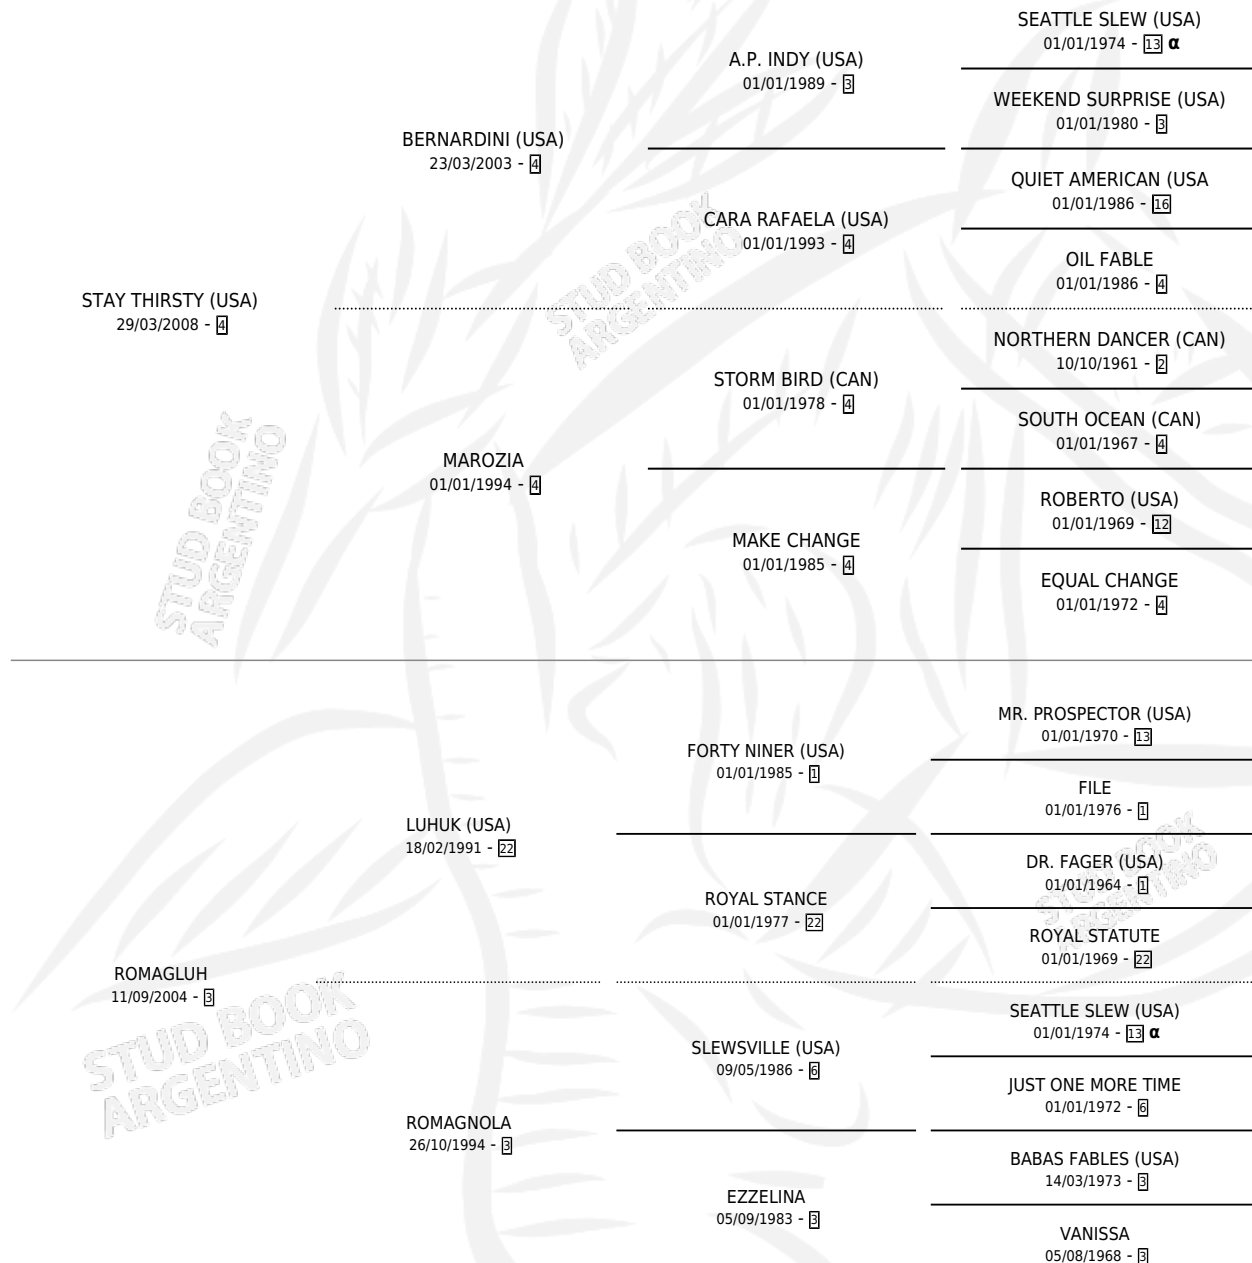 SEATTLE SLEW (USA)
01/01/1974 - 13 α
A.P. INDY (USA)
01/01/1989 - 3
WEEKEND SURPRISE (USA)
01/01/1980 - 3
BERNARDINI (USA)
23/03/2003 - 4
QUIET AMERICAN (USA
01/01/1986 - 16
CARA RAFAELA (USA)
01/01/1993 - 4
OIL FABLE
01/01/1986 - 4
STAY THIRSTY (USA)
29/03/2008 - 4
NORTHERN DANCER (CAN)
10/10/1961 - 2
STORM BIRD (CAN)
01/01/1978 - 4
SOUTH OCEAN (CAN)
01/01/1967 - 4
MAROZIA
01/01/1994 - 4
ROBERTO (USA)
01/01/1969 - 12
MAKE CHANGE
01/01/1985 - 4
EQUAL CHANGE
01/01/1972 - 4
MR. PROSPECTOR (USA)
01/01/1970 - 13
FORTY NINER (USA)
01/01/1985 - 1
FILE
01/01/1976 - 1
LUHUK (USA)
18/02/1991 - 22
DR. FAGER (USA)
01/01/1964 - 1
ROYAL STANCE
01/01/1977 - 22
ROYAL STATUTE
01/01/1969 - 22
ROMAGLUH
11/09/2004 - 3
SEATTLE SLEW (USA)
01/01/1974 - 13 α
SLEWSVILLE (USA)
09/05/1986 - 6
JUST ONE MORE TIME
01/01/1972 - 6
ROMAGNOLA
26/10/1994 - 3
BABAS FABLES (USA)
14/03/1973 - 3
EZZELINA
05/09/1983 - 3
VANISSA
05/08/1968 - 3
STUD BOOK
ARGENTINO
STUD BOOK
ARGENTINO
STUD BOOK
ARGENTINO
STUD BOOK
ARGENTINO